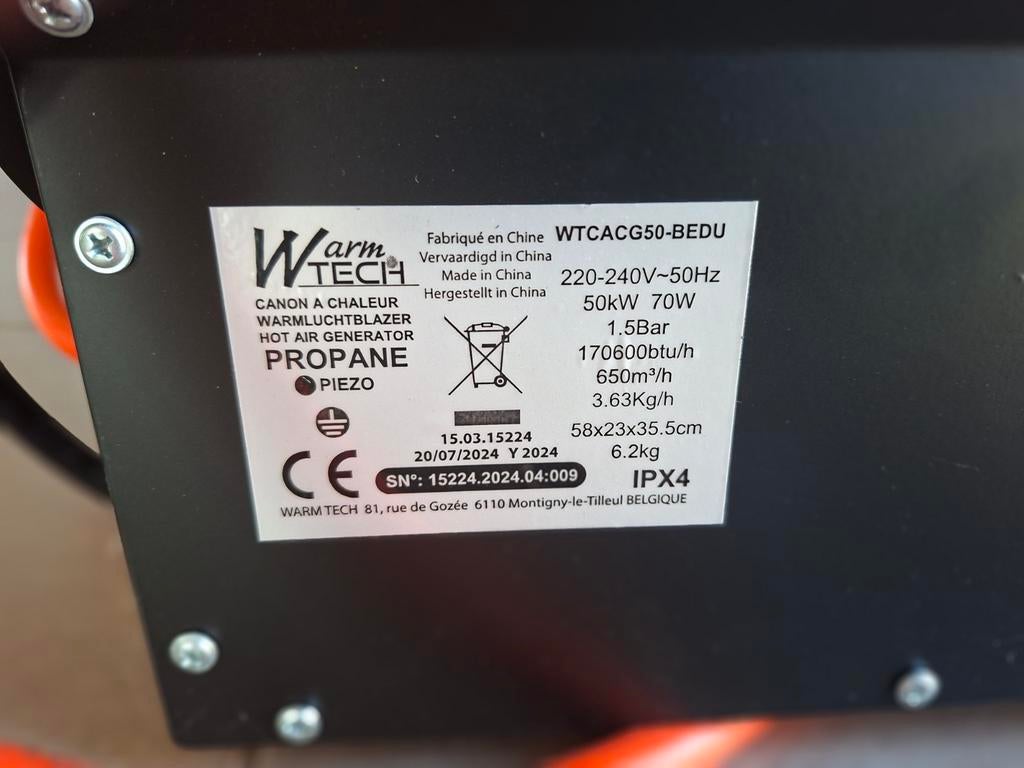 Warm
TECH
CANON A CHALEUR
WARMLUCHTBLAZER
HOT AIR GENERATOR
PROPANE
PIEZO
Fabriqué en Chine
Vervaardigd in China
Made in China
Hergestellt in China
15.03.15224
20/07/2024 Y 2024
SN°: 15224.2024.04:009
WTCACG50-BEDU
220-240V~50Hz
50kW 70W
1.5Bar
170600btu/h
650m³/h
3.63Kg/h
58x23x35.5cm
6.2kg
IPX4
CE
WARM TECH 81, rue de Gozée 6110 Montigny-le-Tilleul BELGIQUE